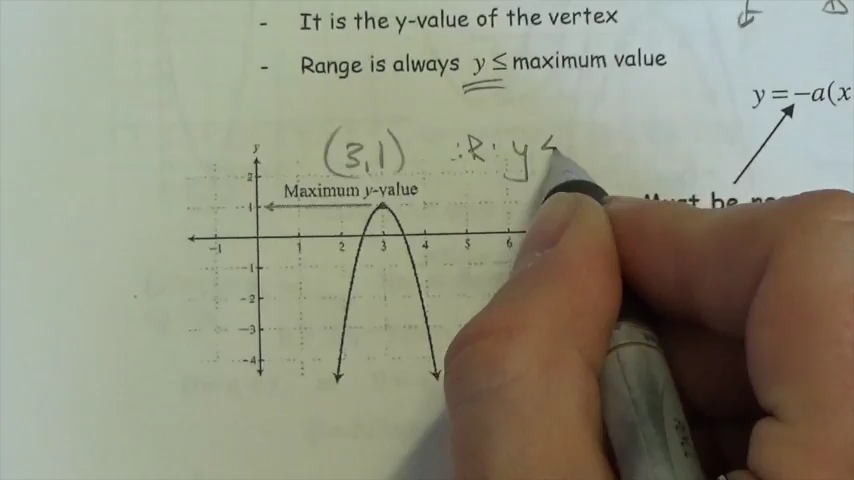 - It is the y-value of the vertex
- Range is always y ≤ maximum value
y = -a(x
(3,1) ∴R: y <
y
2
Maximum y-value
1
-1 1 2 3 4 5 6
-1
-2
-3
-4
Must be